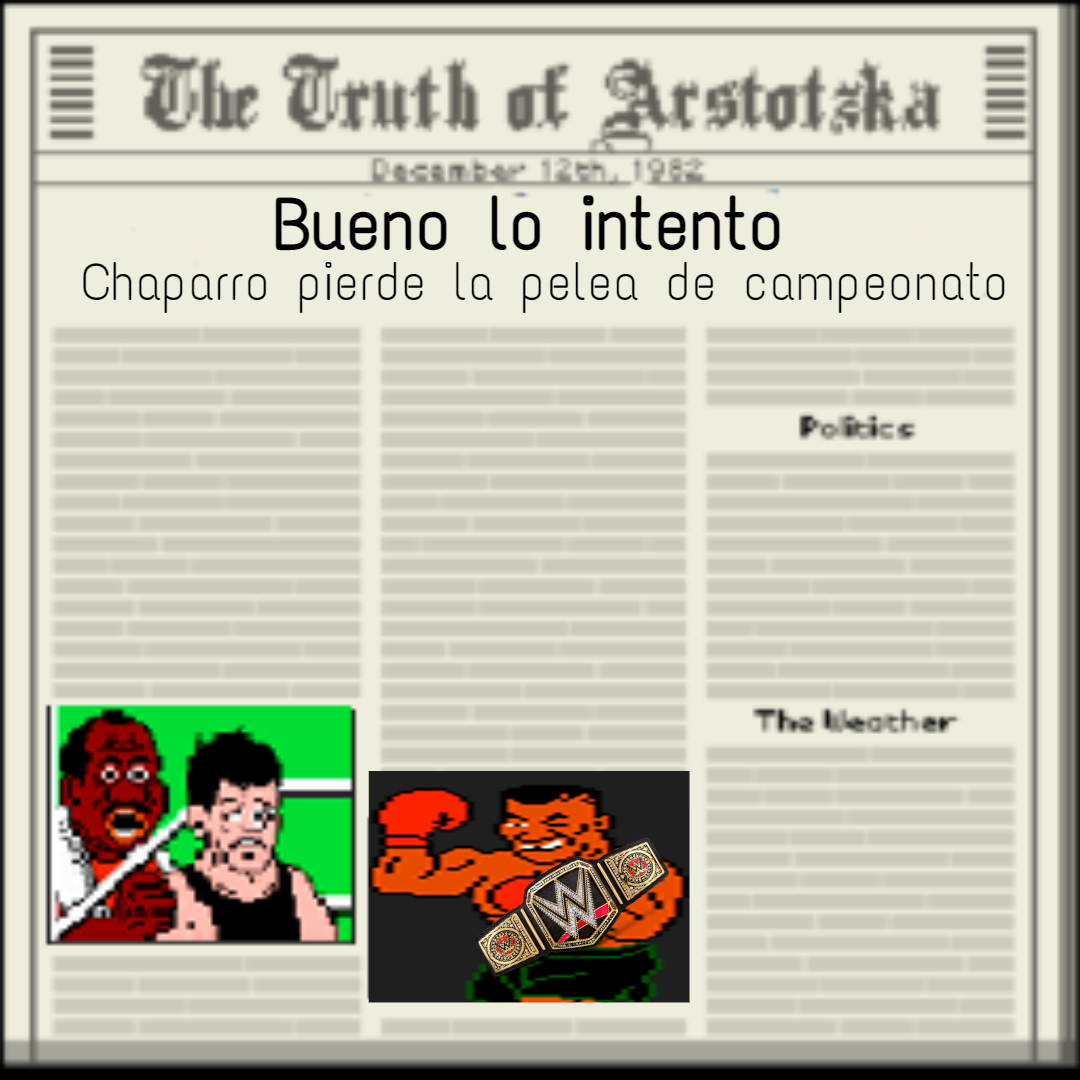 The Truth of Arstotzka
December 12th, 1982
Bueno lo intento
Chaparro pierde la pelea de campeonato
Politics
The Weather
W